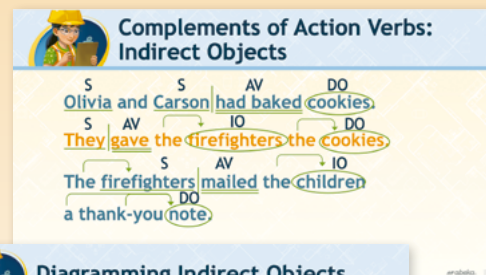 Complements of Action Verbs:
Indirect Objects
S S AV DO
Olivia and Carson had baked cookies.
S AV IO DO
They gave the firefighters the cookies.
S AV IO
The firefighters mailed the children
DO
a thank-you note.
Diagramming Indirect Objects